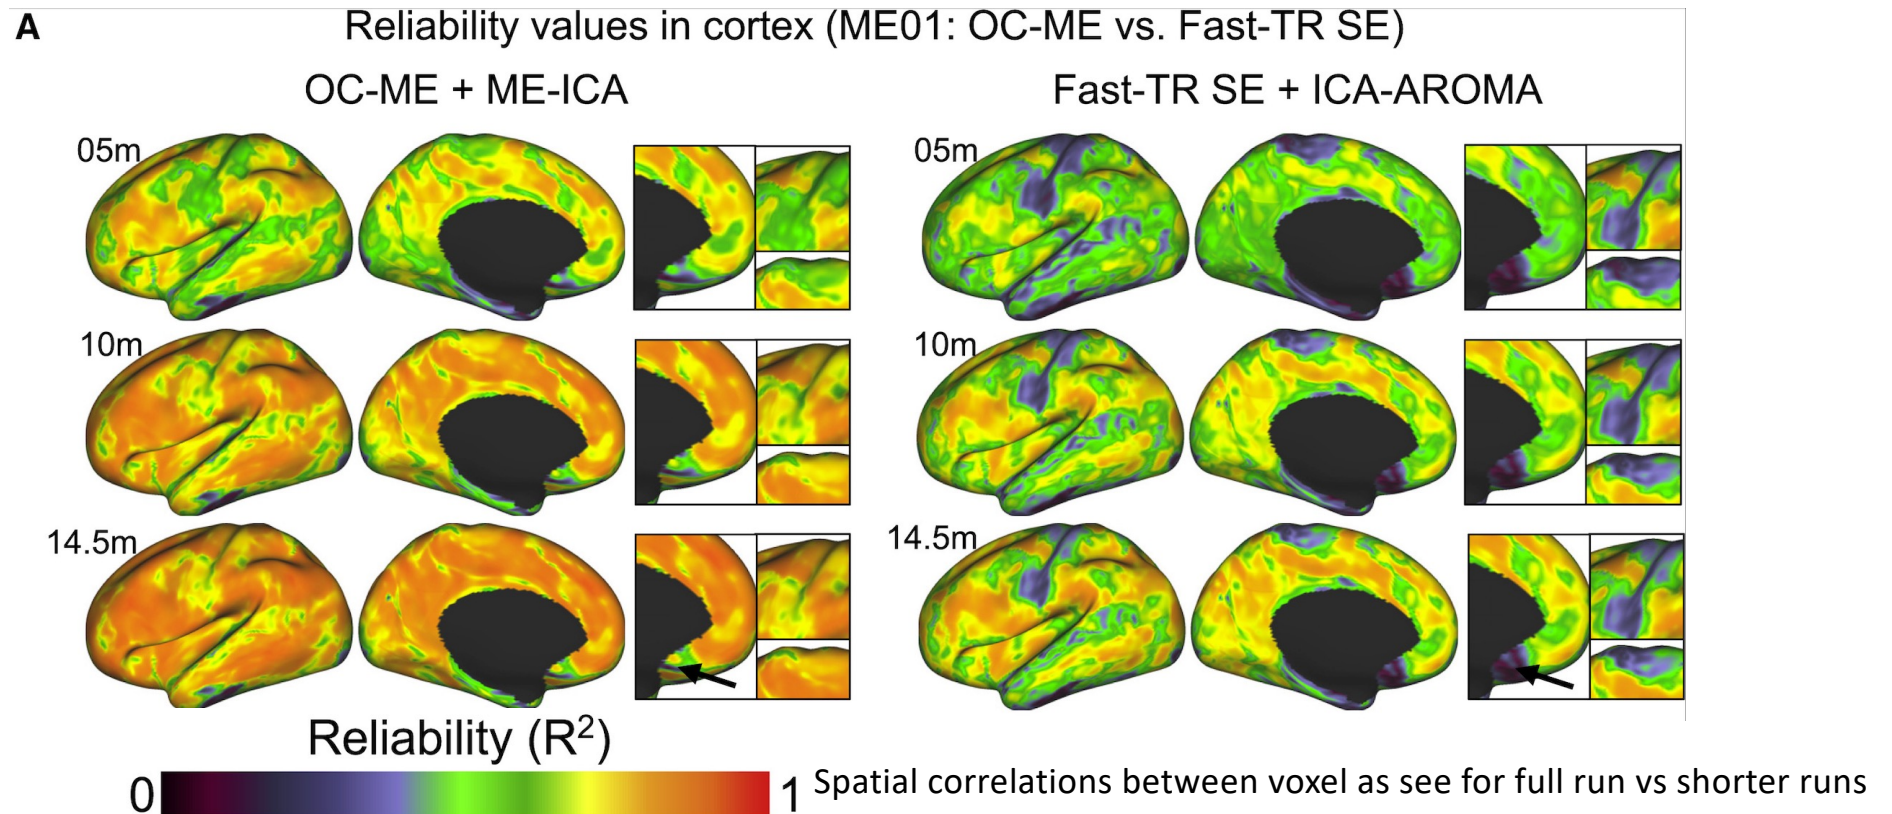 A
Reliability values in cortex (ME01: OC-ME vs. Fast-TR SE)
OC-ME + ME-ICA
Fast-TR SE + ICA-AROMA
05m
05m
10m
10m
14.5m
14.5m
Reliability (R²)
0
1
Spatial correlations between voxel as see for full run vs shorter runs